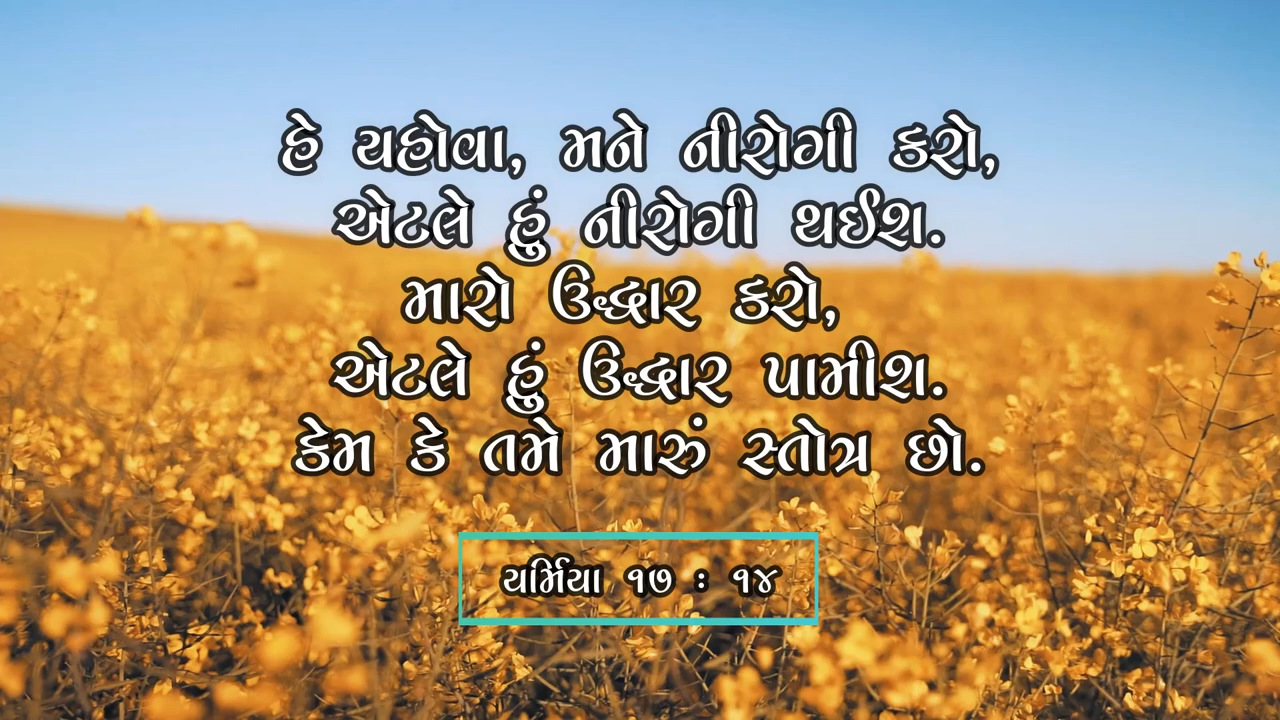 હે યહોવા, મને નીરોગી કરો,
એટલે હું નીરોગી થઈશ.
મારો ઉદ્ધાર કરો,
એટલે હું ઉદ્ધાર પામીશ.
કેમ કે તમે મારું સ્તોત્ર છો.
યર્મિયા ૧૭ : ૧૪